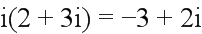 i(2 + 3i) = −3 + 2i